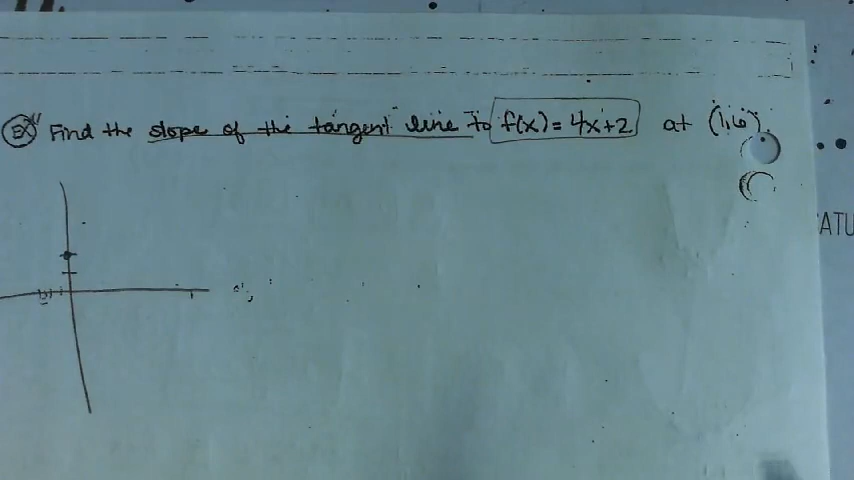 EX Find the slope of the tangent line to f(x) = 4x+2 at (1,6).
ATU